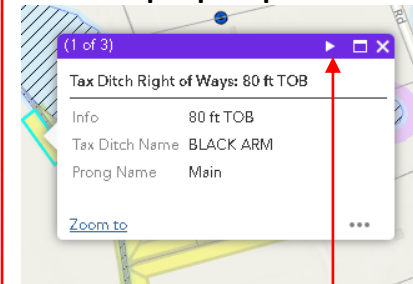 Rd
(1 of 3)
Tax Ditch Right of Ways: 80 ft TOB
Info 80 ft TOB
Tax Ditch Name BLACK ARM
Prong Name Main
Zoom to